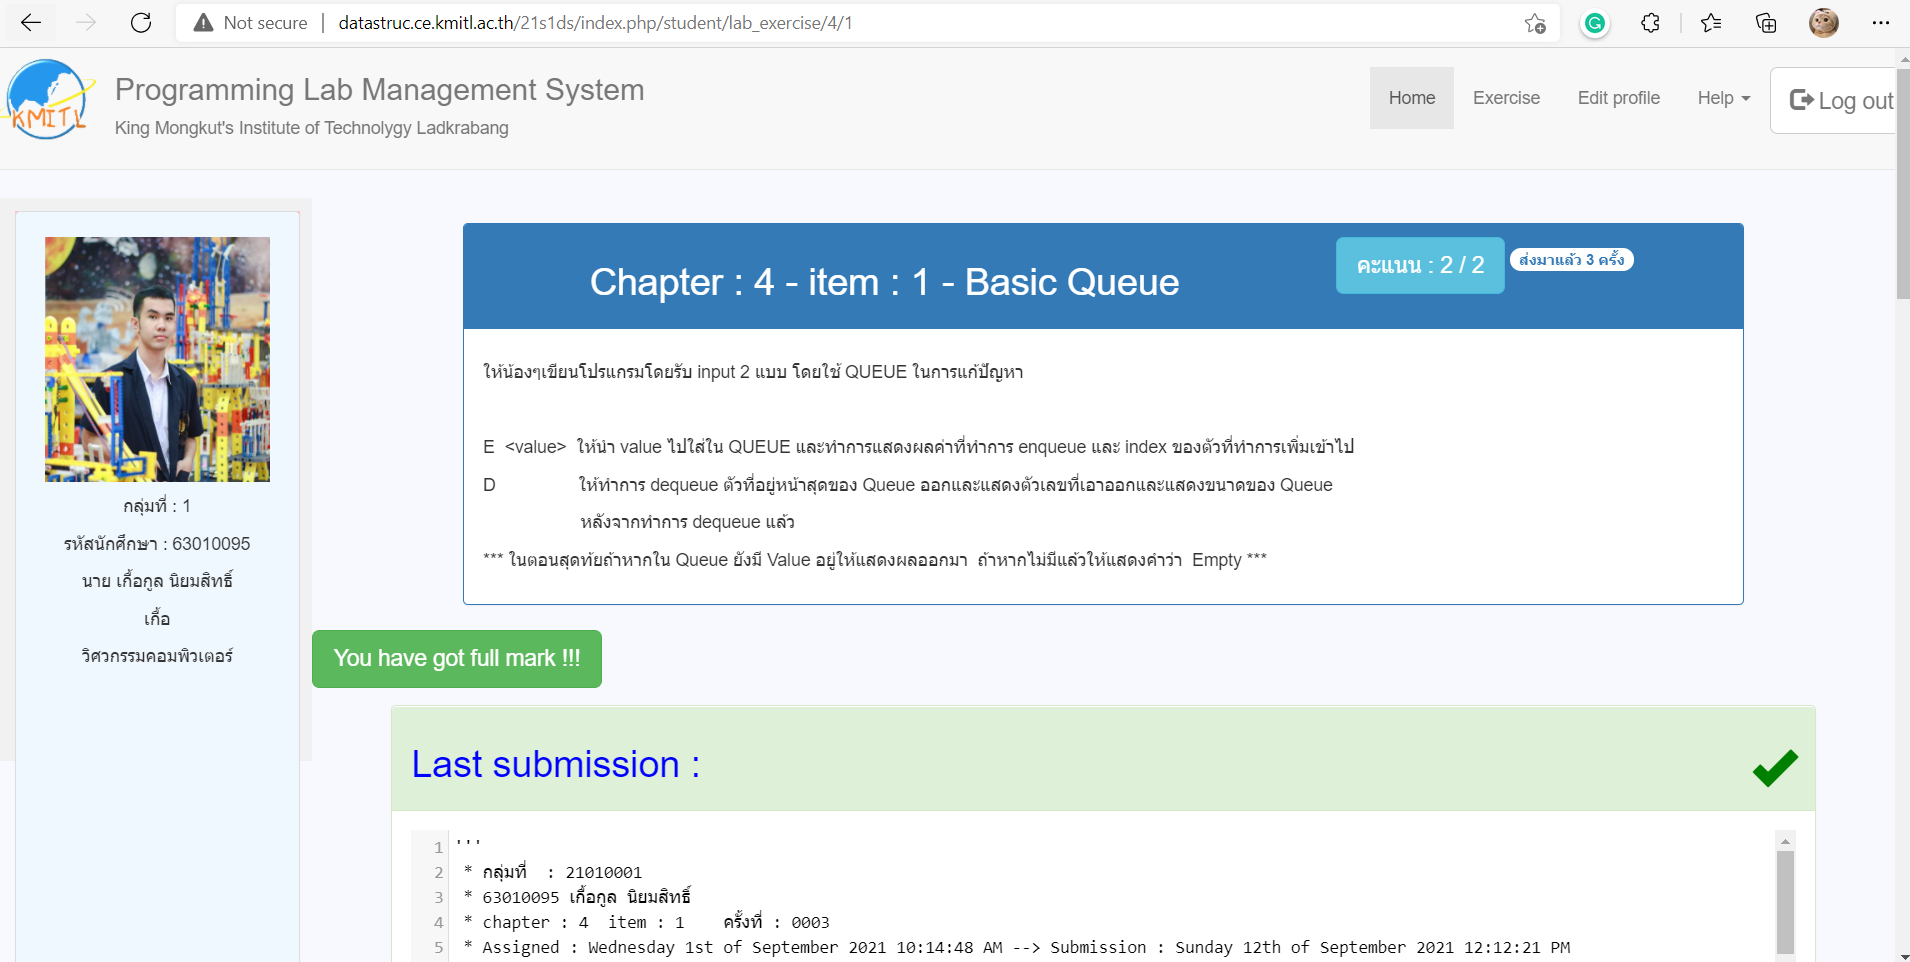 Not secure | datastruc.ce.kmitl.ac.th/21s1ds/index.php/student/lab_exercise/4/1
KMITL
Programming Lab Management System
King Mongkut's Institute of Technolygy Ladkrabang
Home Exercise Edit profile Help Log out
กลุ่มที่ : 1
รหัสนักศึกษา : 63010095
นาย เกื้อกูล นิยมสิทธิ์
เกื้อ
วิศวกรรมคอมพิวเตอร์
Chapter : 4 - item : 1 - Basic Queue
คะแนน : 2 / 2
ส่งมาแล้ว 3 ครั้ง
ให้น้องๆเขียนโปรแกรมโดยรับ input 2 แบบ โดยใช้ QUEUE ในการแก้ปัญหา
E <value> ให้นำ value ไปใส่ใน QUEUE และทำการแสดงผลค่าที่ทำการ enqueue และ index ของตัวที่ทำการเพิ่มเข้าไป
D ให้ทำการ dequeue ตัวที่อยู่หน้าสุดของ Queue ออกและแสดงตัวเลขที่เอาออกและแสดงขนาดของ Queue
หลังจากทำการ dequeue แล้ว
*** ในตอนสุดท้ยถ้าหากใน Queue ยังมี Value อยู่ให้แสดงผลออกมา ถ้าหากไม่มีแล้วให้แสดงคำว่า Empty ***
You have got full mark !!!
Last submission :
1 '''
2 * กลุ่มที่ : 21010001
3 * 63010095 เกื้อกูล นิยมสิทธิ์
4 * chapter : 4 item : 1 ครั้งที่ : 0003
5 * Assigned : Wednesday 1st of September 2021 10:14:48 AM --> Submission : Sunday 12th of September 2021 12:12:21 PM